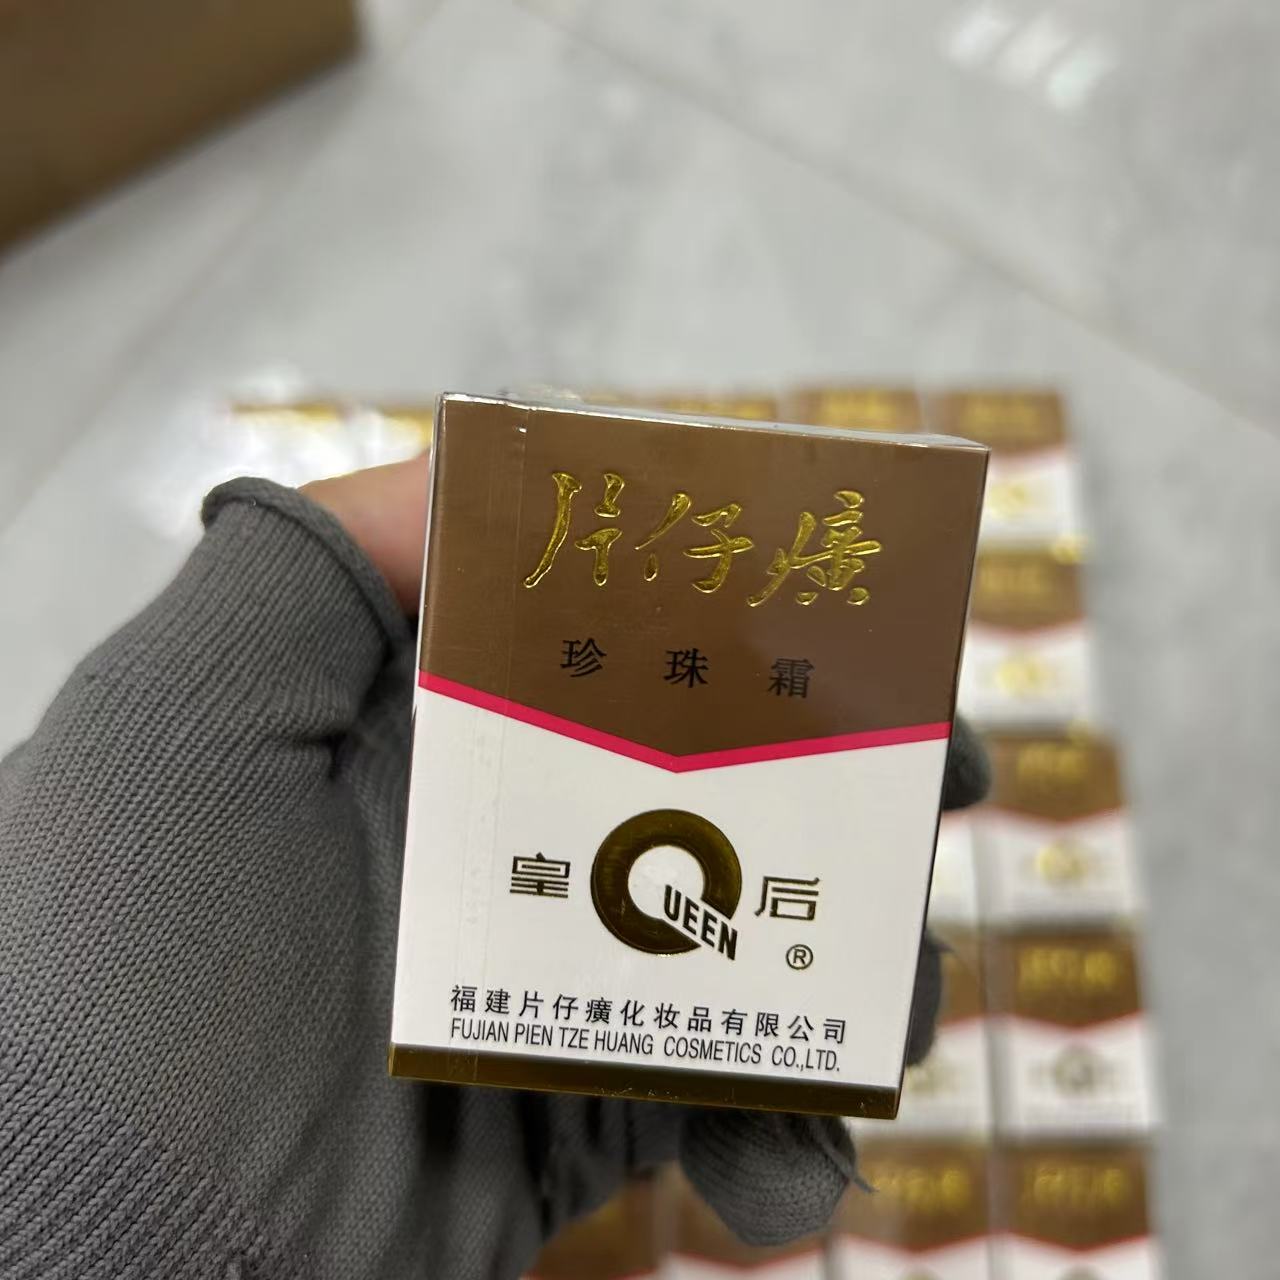 片仔癀
珍珠霜
皇 QUEEN 后
®
福建片仔癀化妆品有限公司
FUJIAN PIEN TZE HUANG COSMETICS CO.,LTD.